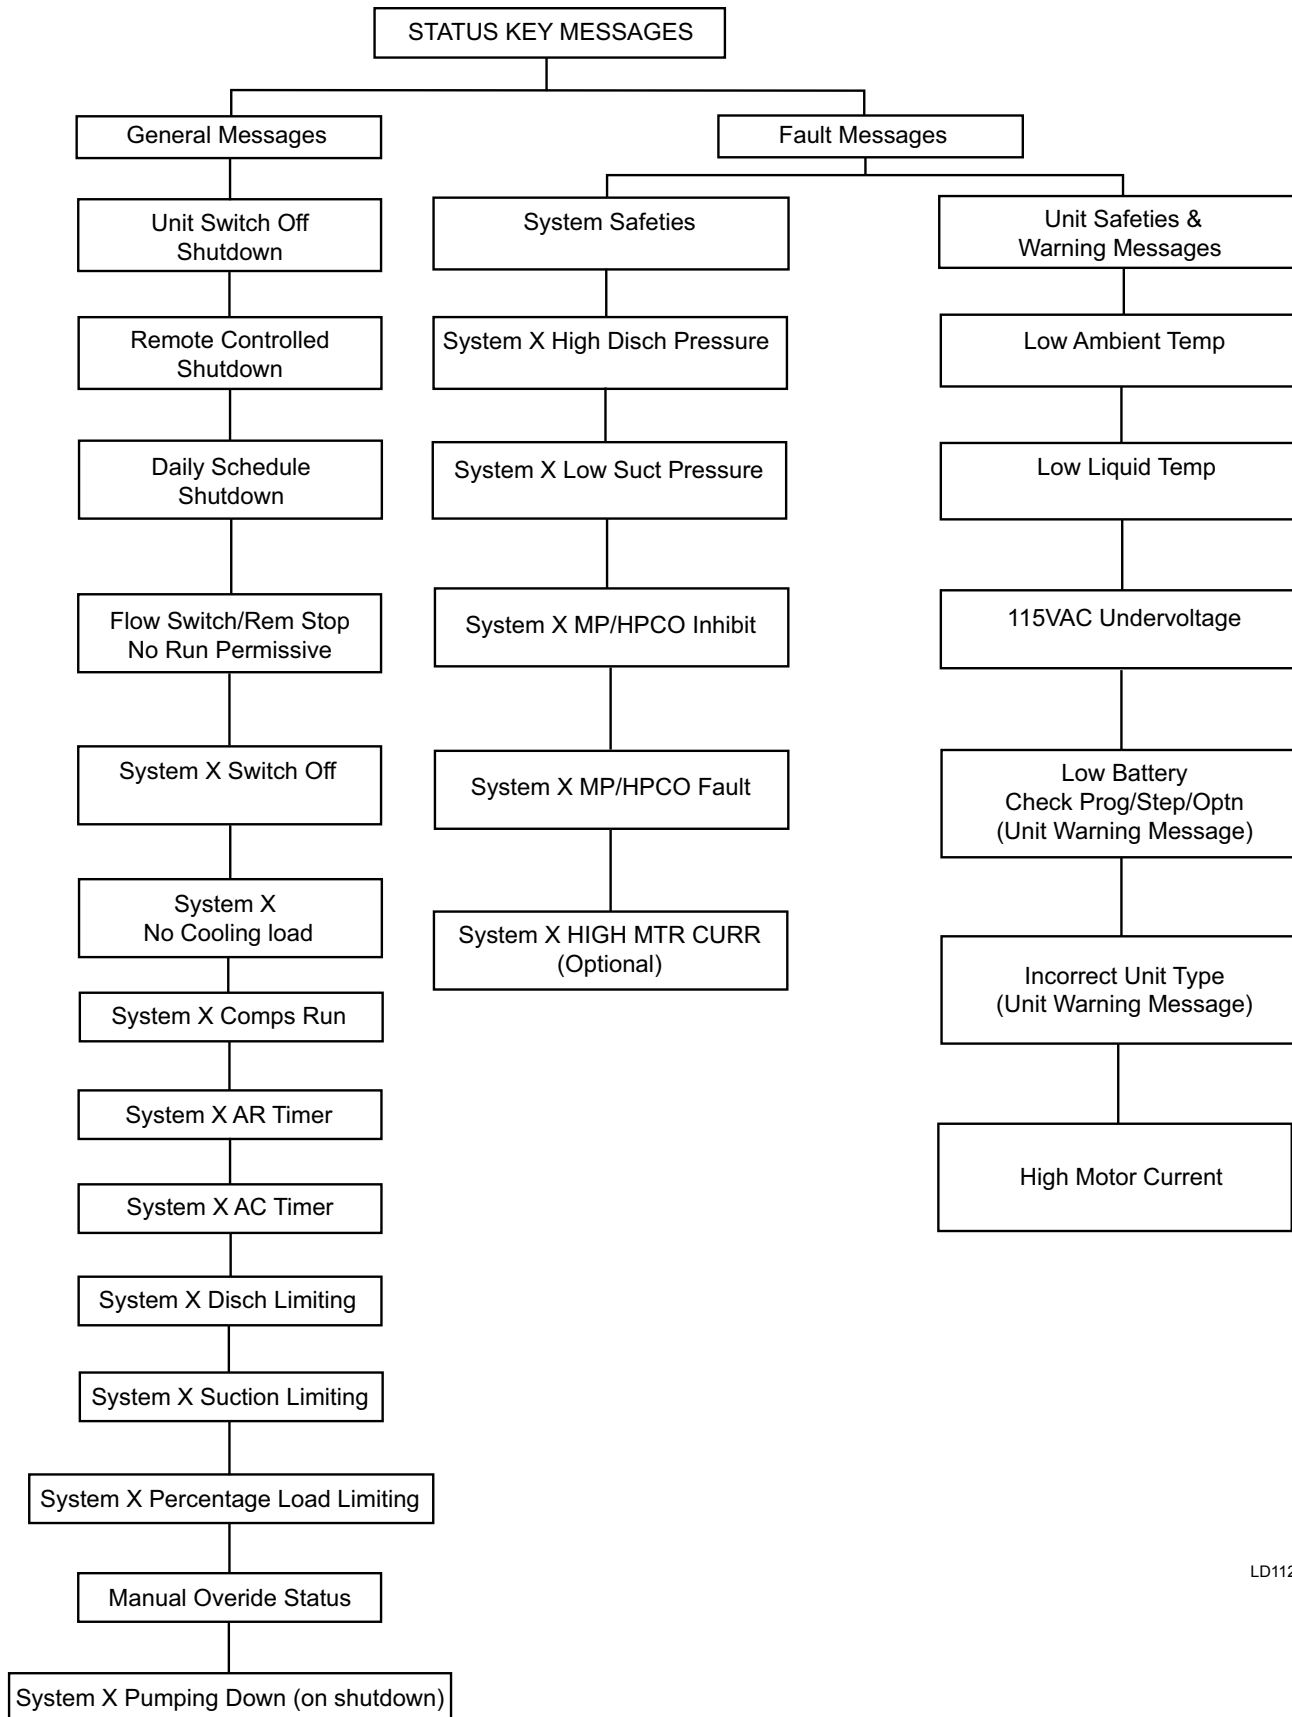 STATUS KEY MESSAGES
General Messages
Fault Messages
Unit Switch Off
Shutdown
Remote Controlled
Shutdown
Daily Schedule
Shutdown
Flow Switch/Rem Stop
No Run Permissive
System X Switch Off
System X
No Cooling load
System X Comps Run
System X AR Timer
System X AC Timer
System X Disch Limiting
System X Suction Limiting
System X Percentage Load Limiting
Manual Overide Status
System X Pumping Down (on shutdown)
System Safeties
System X High Disch Pressure
System X Low Suct Pressure
System X MP/HPCO Inhibit
System X MP/HPCO Fault
System X HIGH MTR CURR
(Optional)
Unit Safeties &
Warning Messages
Low Ambient Temp
Low Liquid Temp
115VAC Undervoltage
Low Battery
Check Prog/Step/Optn
(Unit Warning Message)
Incorrect Unit Type
(Unit Warning Message)
High Motor Current
LD112